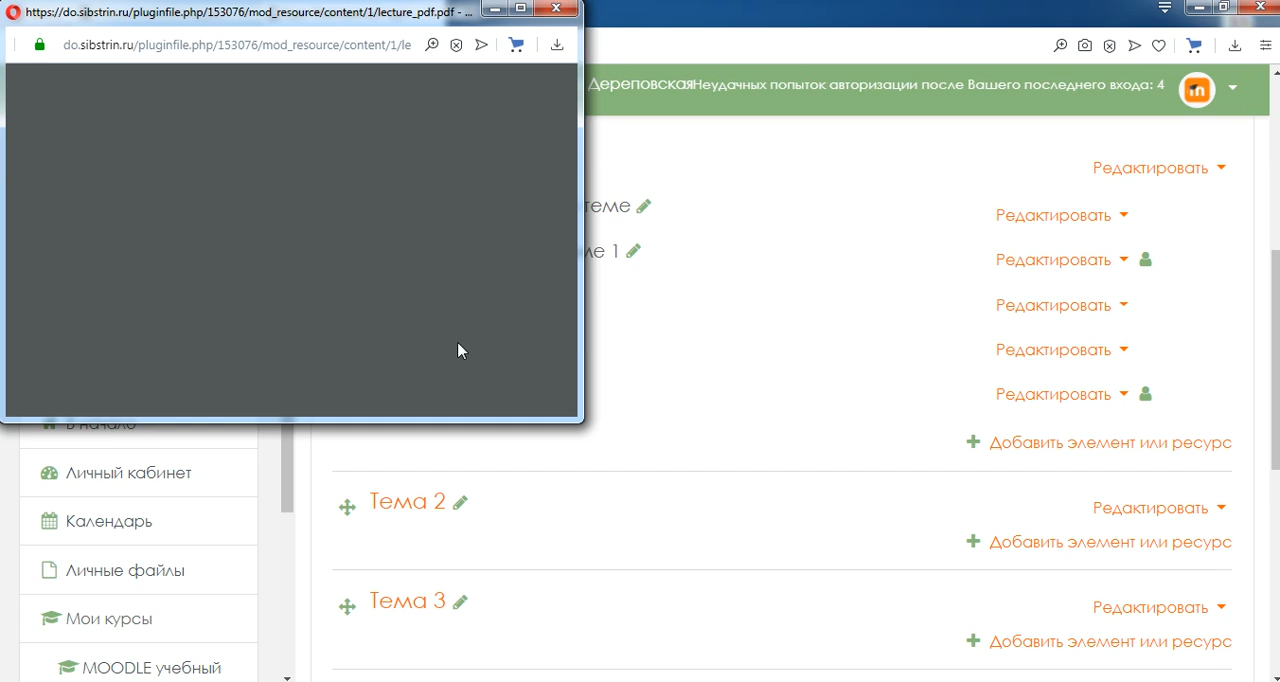 https://do.sibstrin.ru/pluginfile.php/153076/mod_resource/content/1/lecture_pdf.pdf - ...
do.sibstrin.ru/pluginfile.php/153076/mod_resource/content/1/le
ДереповскаяНеудачных попыток авторизации после Вашего последнего входа: 4
Редактировать
теме
Редактировать
ме 1
Редактировать
Редактировать
Редактировать
Редактировать
Добавить элемент или ресурс
В начало
Личный кабинет
Календарь
Личные файлы
Мои курсы
MOODLE учебный
Тема 2
Редактировать
Добавить элемент или ресурс
Тема 3
Редактировать
Добавить элемент или ресурс